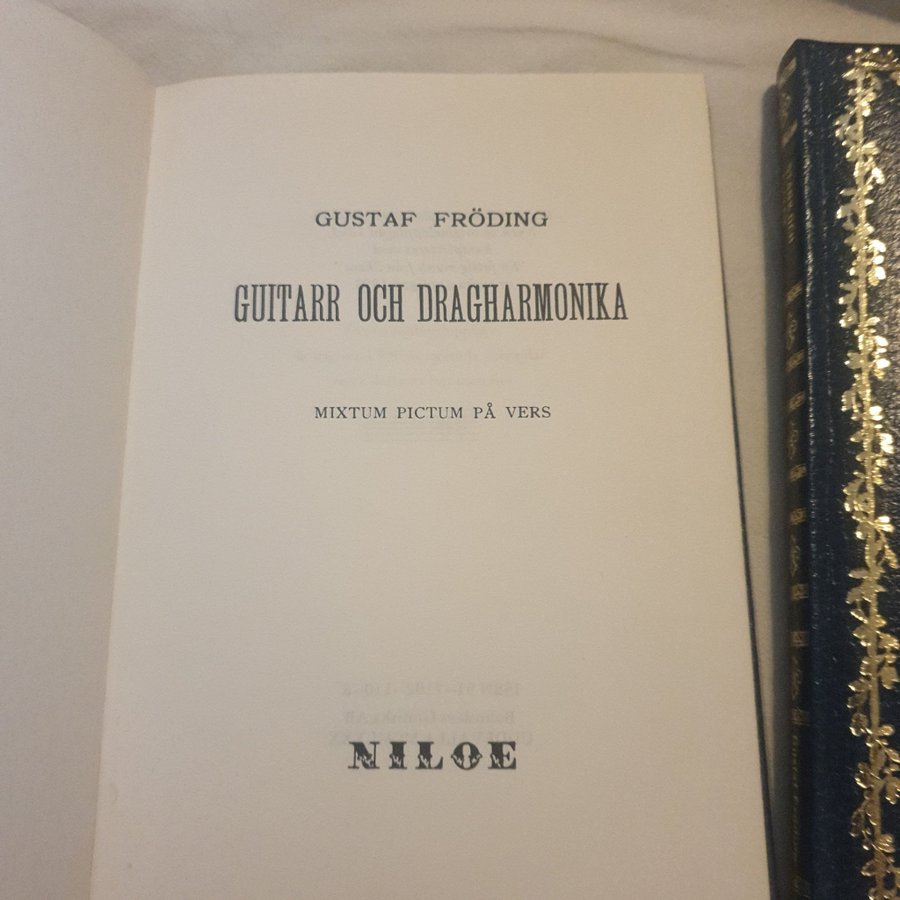 GUSTAF FRÖDING
GUITARR OCH DRAGHARMONIKA
MIXTUM PICTUM PÅ VERS
NILOE